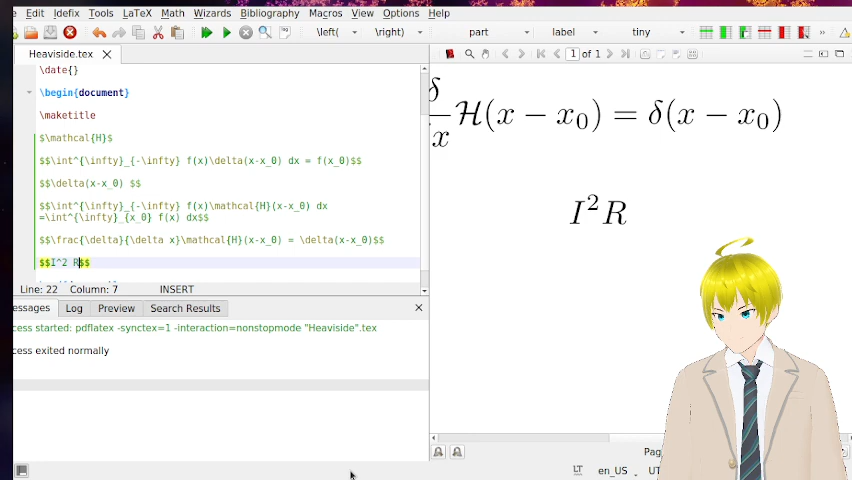 Edit Idefix Tools LaTeX Math Wizards Bibliography Macros View Options Help
\left( \right) part label tiny 1 of 1
Heaviside.tex
\date{}
\begin{document}
\maketitle
$\mathcal{H}$
$$\int^{\infty}_{-\infty} f(x)\delta(x-x_0) dx = f(x_0)$$
$$\delta(x-x_0) $$
$$\int^{\infty}_{-\infty} f(x)\mathcal{H}(x-x_0) dx
=\int^{\infty}_{x_0} f(x) dx$$
$$\frac{\delta}{\delta x}\mathcal{H}(x-x_0) = \delta(x-x_0)$$
$$I^2 R$$
Line: 22 Column: 7 INSERT
essages Log Preview Search Results
cess started: pdflatex -synctex=1 -interaction=nonstopmode "Heaviside".tex
cess exited normally
δ
x ℋ(x − x₀) = δ(x − x₀)
I²R
Pag
LT en_US UT